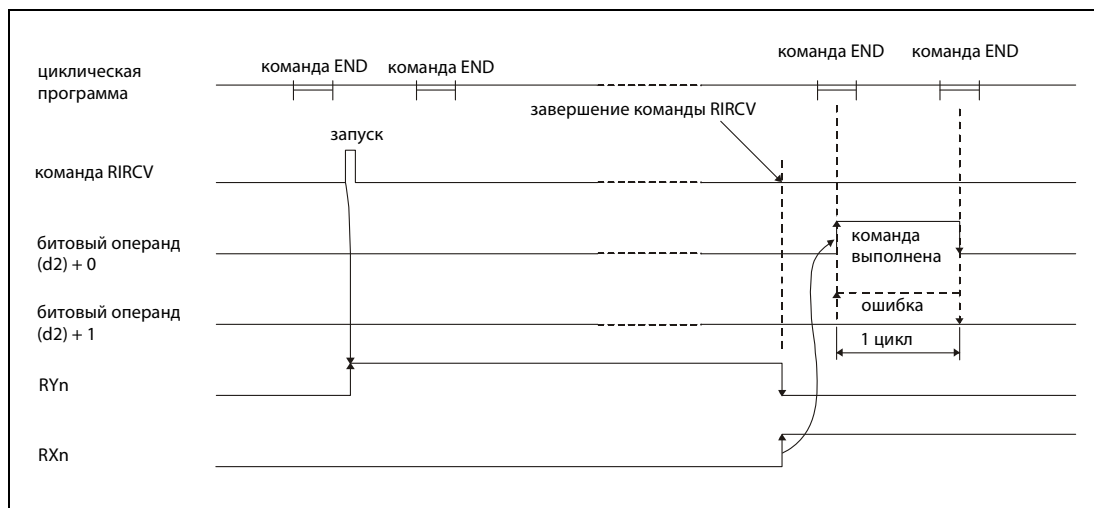 команда END команда END
команда END команда END
циклическая
программа
завершение команды RIRCV
запуск
команда RIRCV
битовый операнд
(d2) + 0
команда
выполнена
битовый операнд
(d2) + 1
ошибка
1 цикл
RYn
RXn